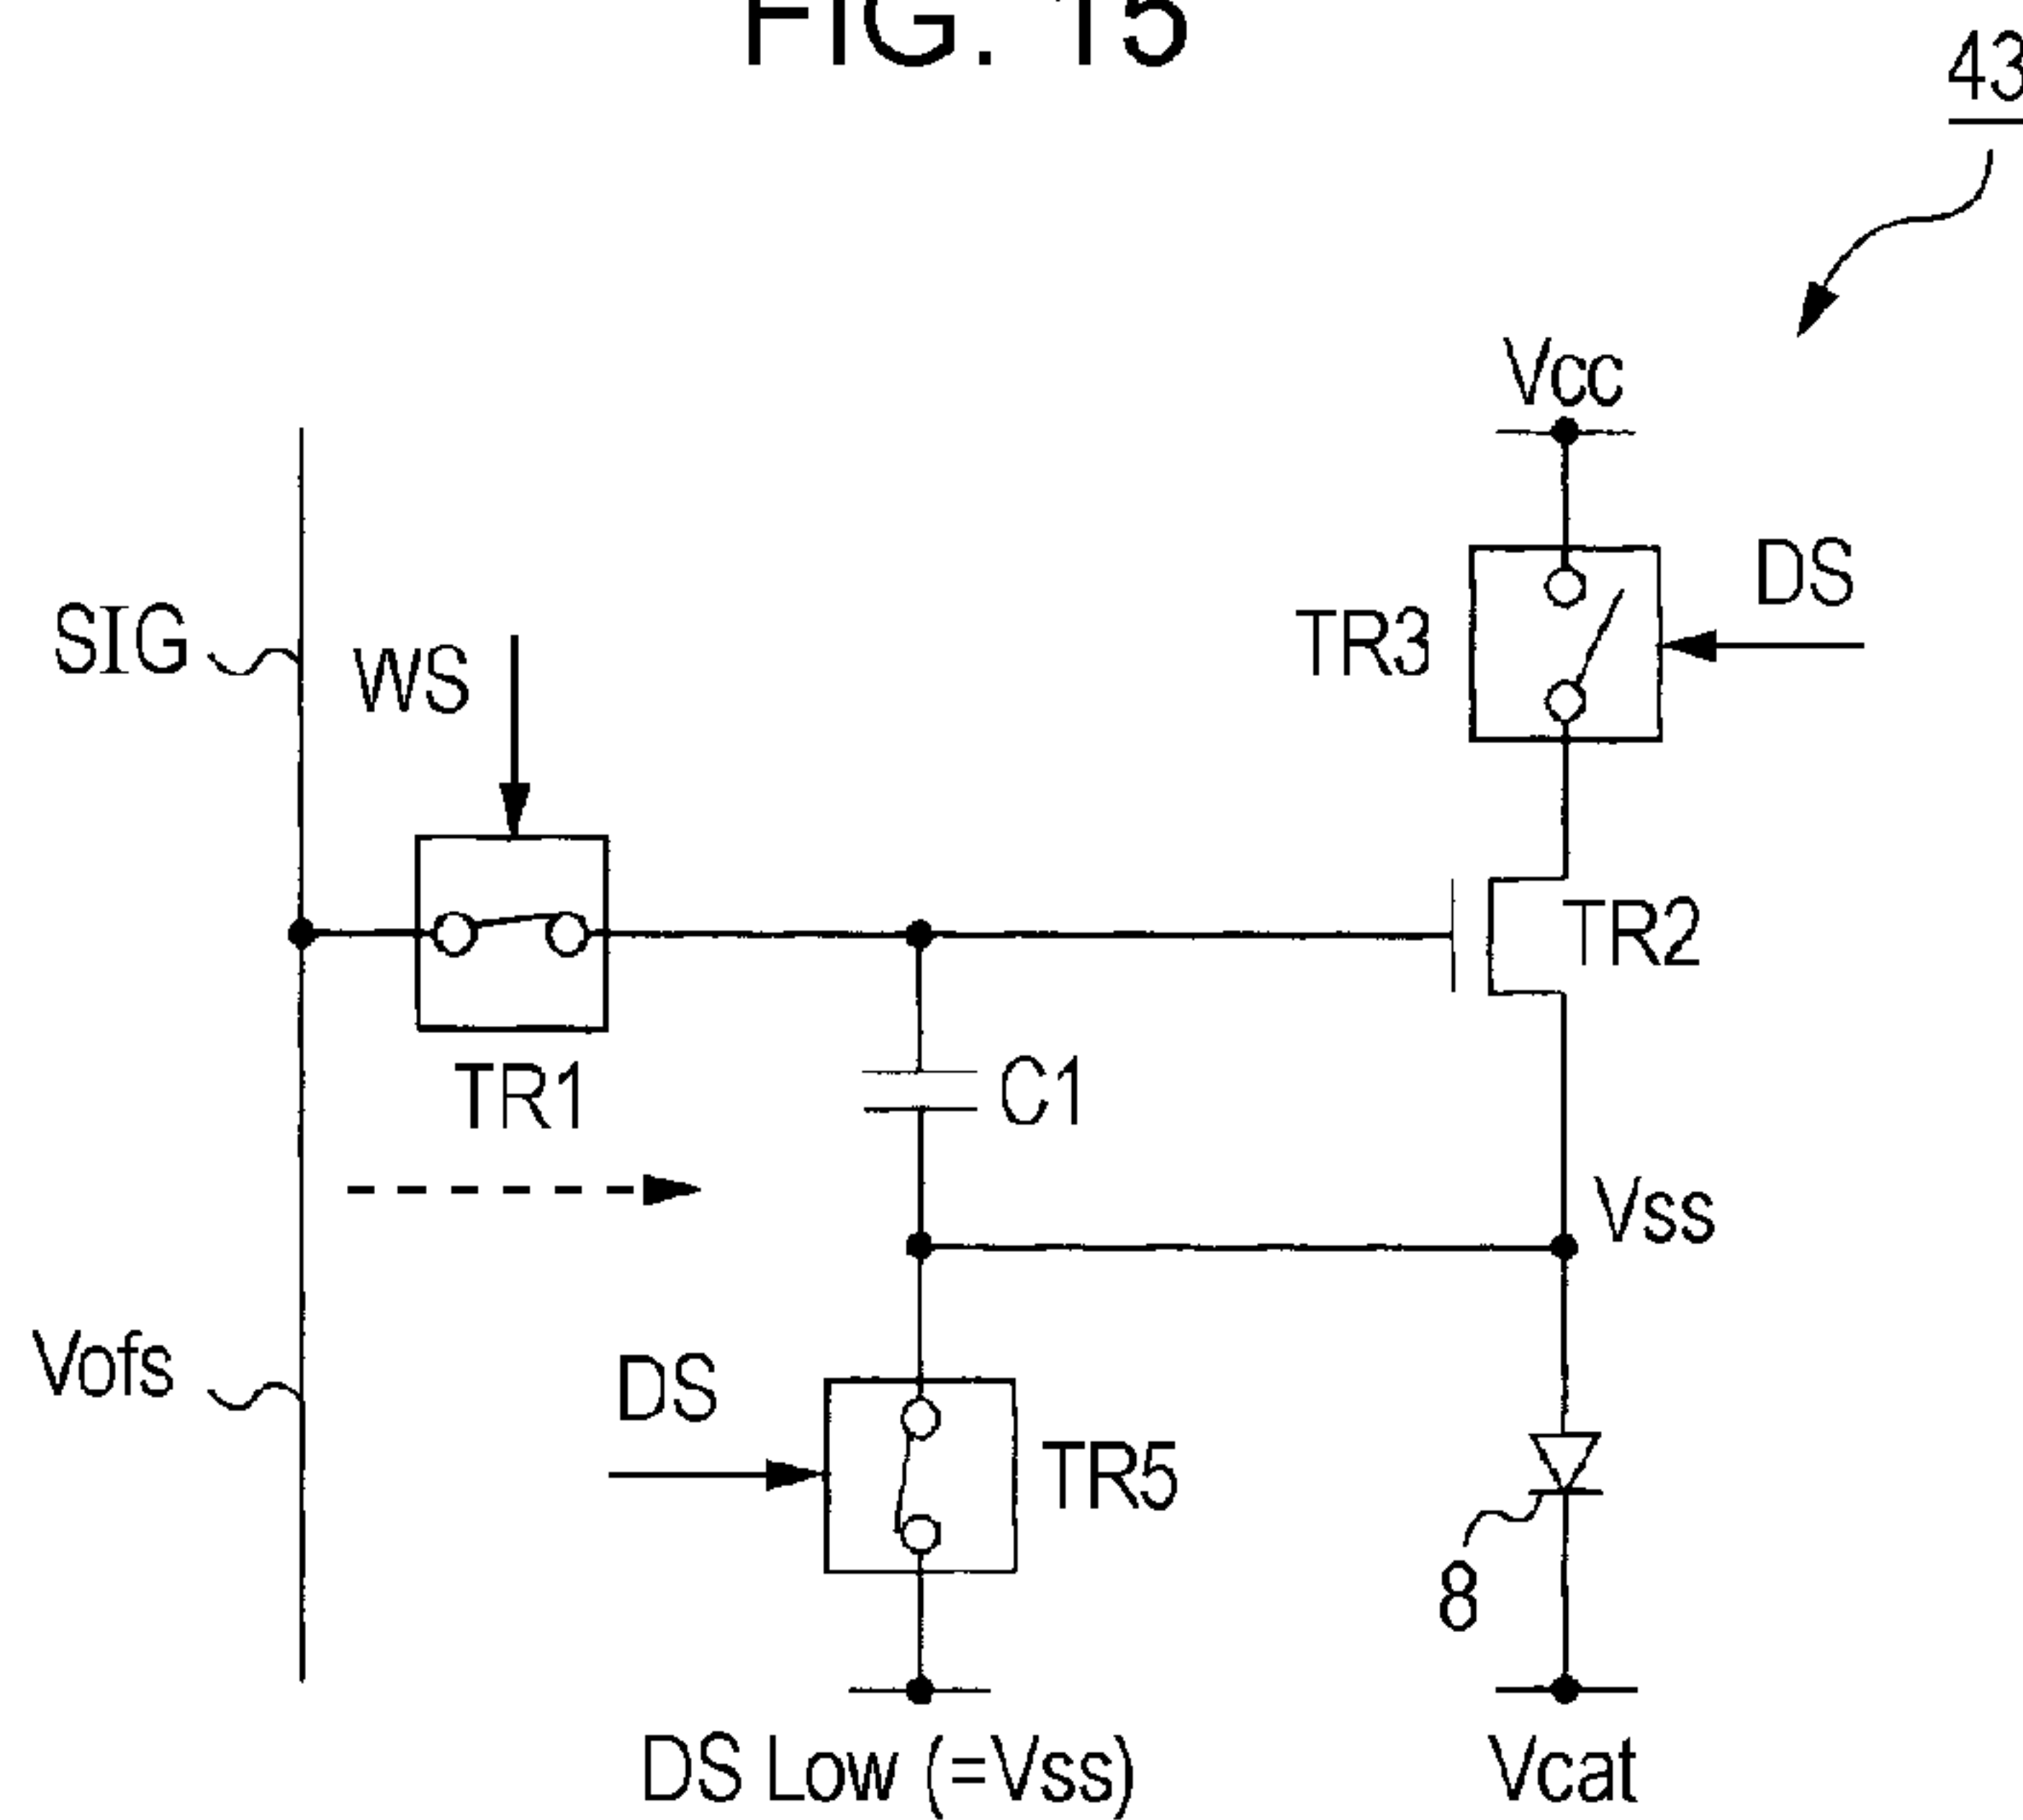 FIG. 15
43
Vcc
DS
TR3
SIG
WS
TR2
TR1
C1
Vss
Vofs
DS
TR5
8
DS Low (=Vss)
Vcat